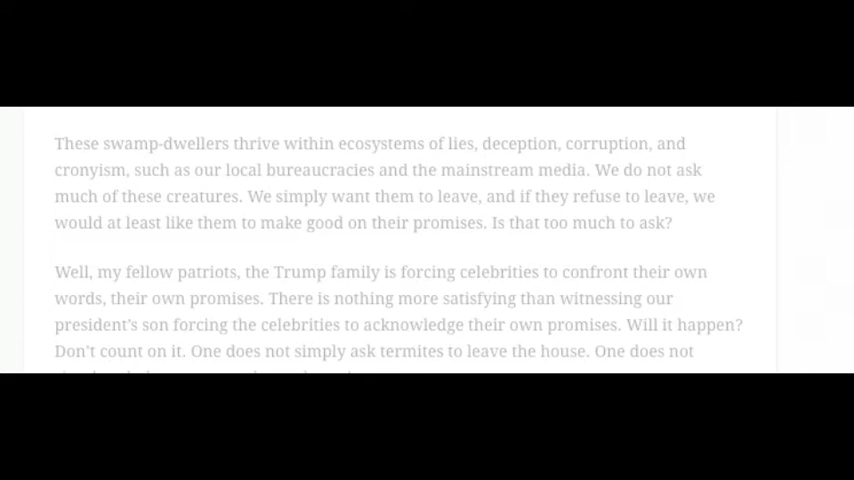 These swamp-dwellers thrive within ecosystems of lies, deception, corruption, and
cronyism, such as our local bureaucracies and the mainstream media. We do not ask
much of these creatures. We simply want them to leave, and if they refuse to leave, we
would at least like them to make good on their promises. Is that too much to ask?
Well, my fellow patriots, the Trump family is forcing celebrities to confront their own
words, their own promises. There is nothing more satisfying than witnessing our
president's son forcing the celebrities to acknowledge their own promises. Will it happen?
Don't count on it. One does not simply ask termites to leave the house. One does not